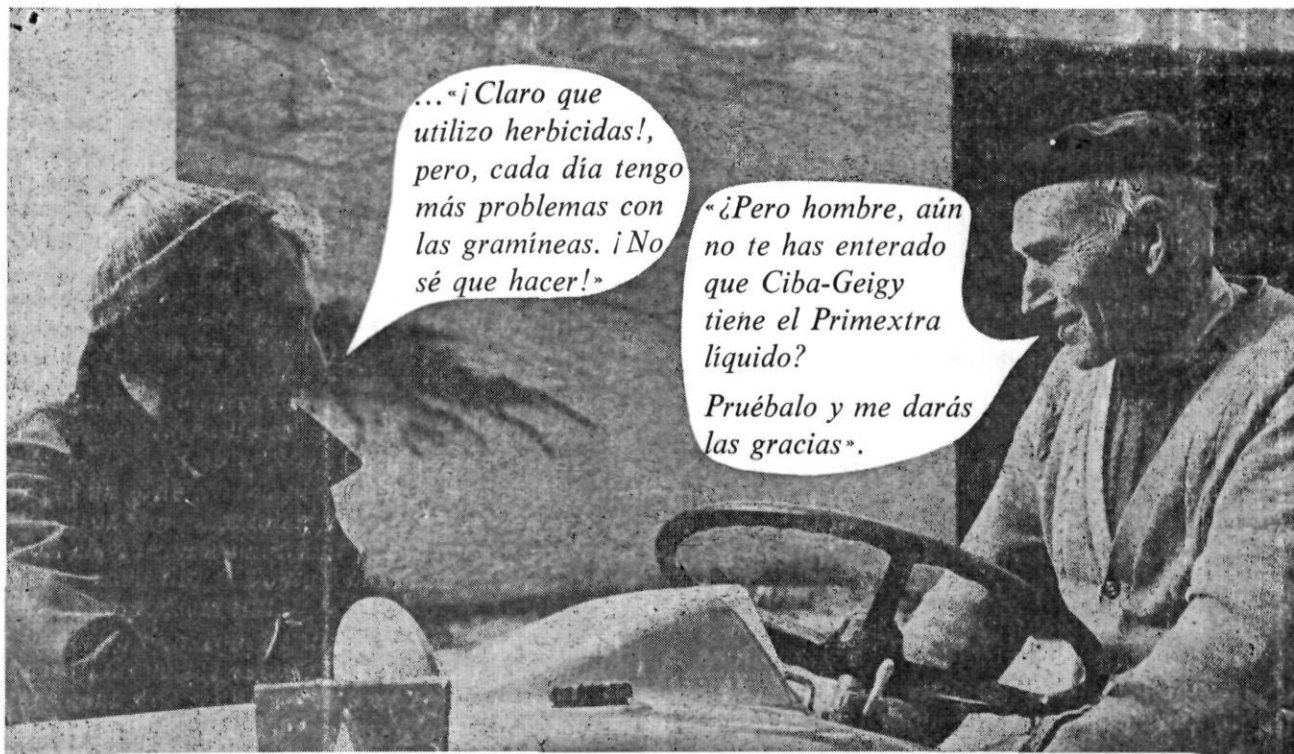 ...«¡Claro que
utilizo herbicidas!,
pero, cada día tengo
más problemas con
las gramíneas. ¡No
sé que hacer!»
«¿Pero hombre, aún
no te has enterado
que Ciba-Geigy
tiene el Primextra
líquido?
Pruébalo y me darás
las gracias».